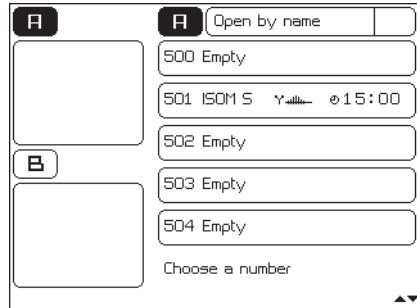 A
A Open by name
500 Empty
501 ISOM S 15:00
502 Empty
B
503 Empty
504 Empty
Choose a number